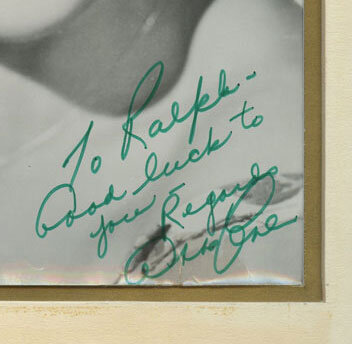 To Ralph-
Good luck to
you - Regards